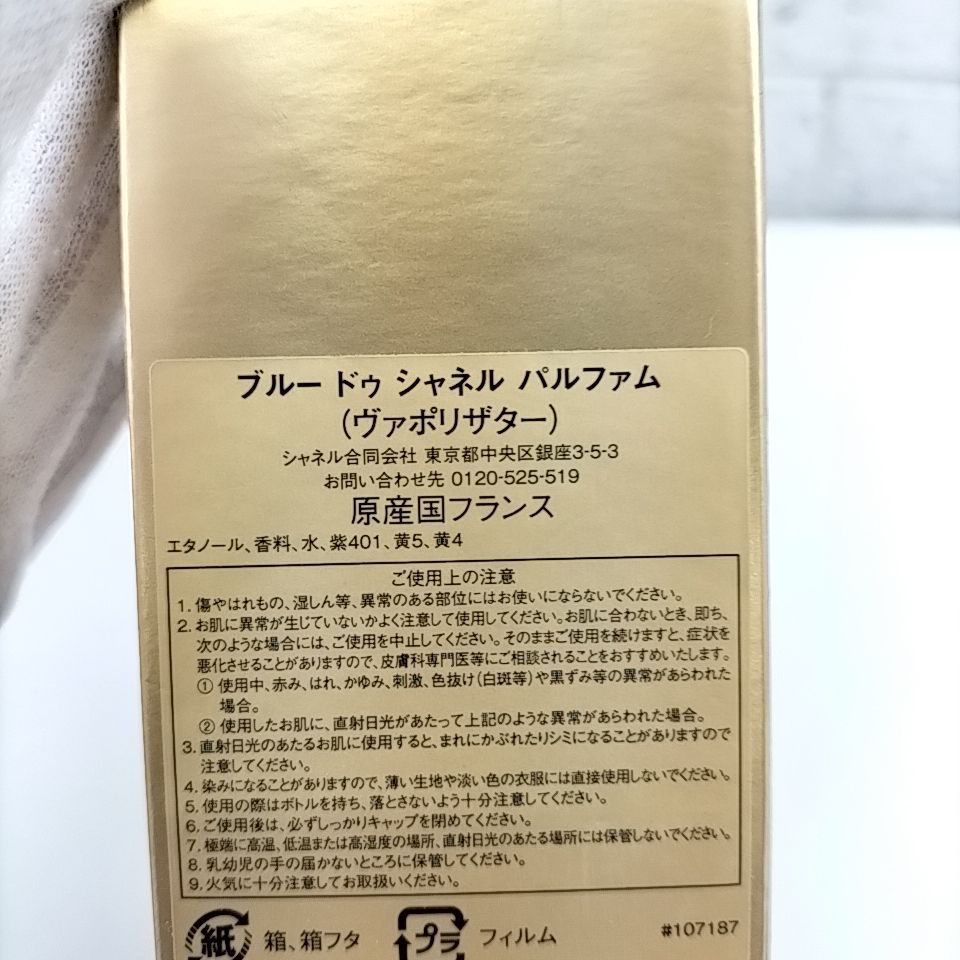 ブルー ドゥ シャネル パルファム
(ヴァポリザター)
シャネル合同会社 東京都中央区銀座3-5-3
お問い合わせ先 0120-525-519
原産国フランス
エタノール、香料、水、紫401、黄5、黄4
ご使用上の注意
1. 傷やはれもの、湿しん等、異常のある部位にはお使いにならないでください。
2. お肌に異常が生じていないかよく注意して使用してください。お肌に合わないとき、即ち、
次のような場合には、ご使用を中止してください。そのままご使用を続けますと、症状を
悪化させることがありますので、皮膚科専門医等にご相談されることをおすすめいたします。
① 使用中、赤み、はれ、かゆみ、刺激、色抜け(白斑等)や黒ずみ等の異常があらわれた
場合。
② 使用したお肌に、直射日光があたって上記のような異常があらわれた場合。
3. 直射日光のあたるお肌に使用すると、まれにかぶれたりシミになることがありますので
注意してください。
4. 染みになることがありますので、薄い生地や淡い色の衣服には直接使用しないでください。
5. 使用の際はボトルを持ち、落とさないよう十分注意してください。
6. ご使用後は、必ずしっかりキャップを閉めてください。
7. 極端に高温、低温または高湿度の場所、直射日光のあたる場所には保管しないでください。
8. 乳幼児の手の届かないところに保管してください。
9. 火気に十分注意してお取扱いください。
紙 箱、箱フタ プラ フィルム #107187